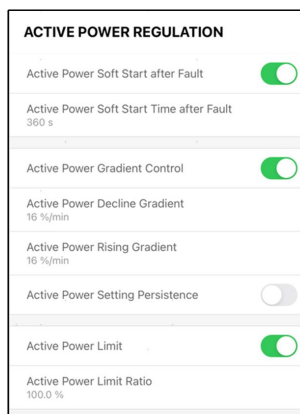 ACTIVE POWER REGULATION
Active Power Soft Start after Fault
Active Power Soft Start Time after Fault
360 s
Active Power Gradient Control
Active Power Decline Gradient
16 %/min
Active Power Rising Gradient
16 %/min
Active Power Setting Persistence
Active Power Limit
Active Power Limit Ratio
100.0 %